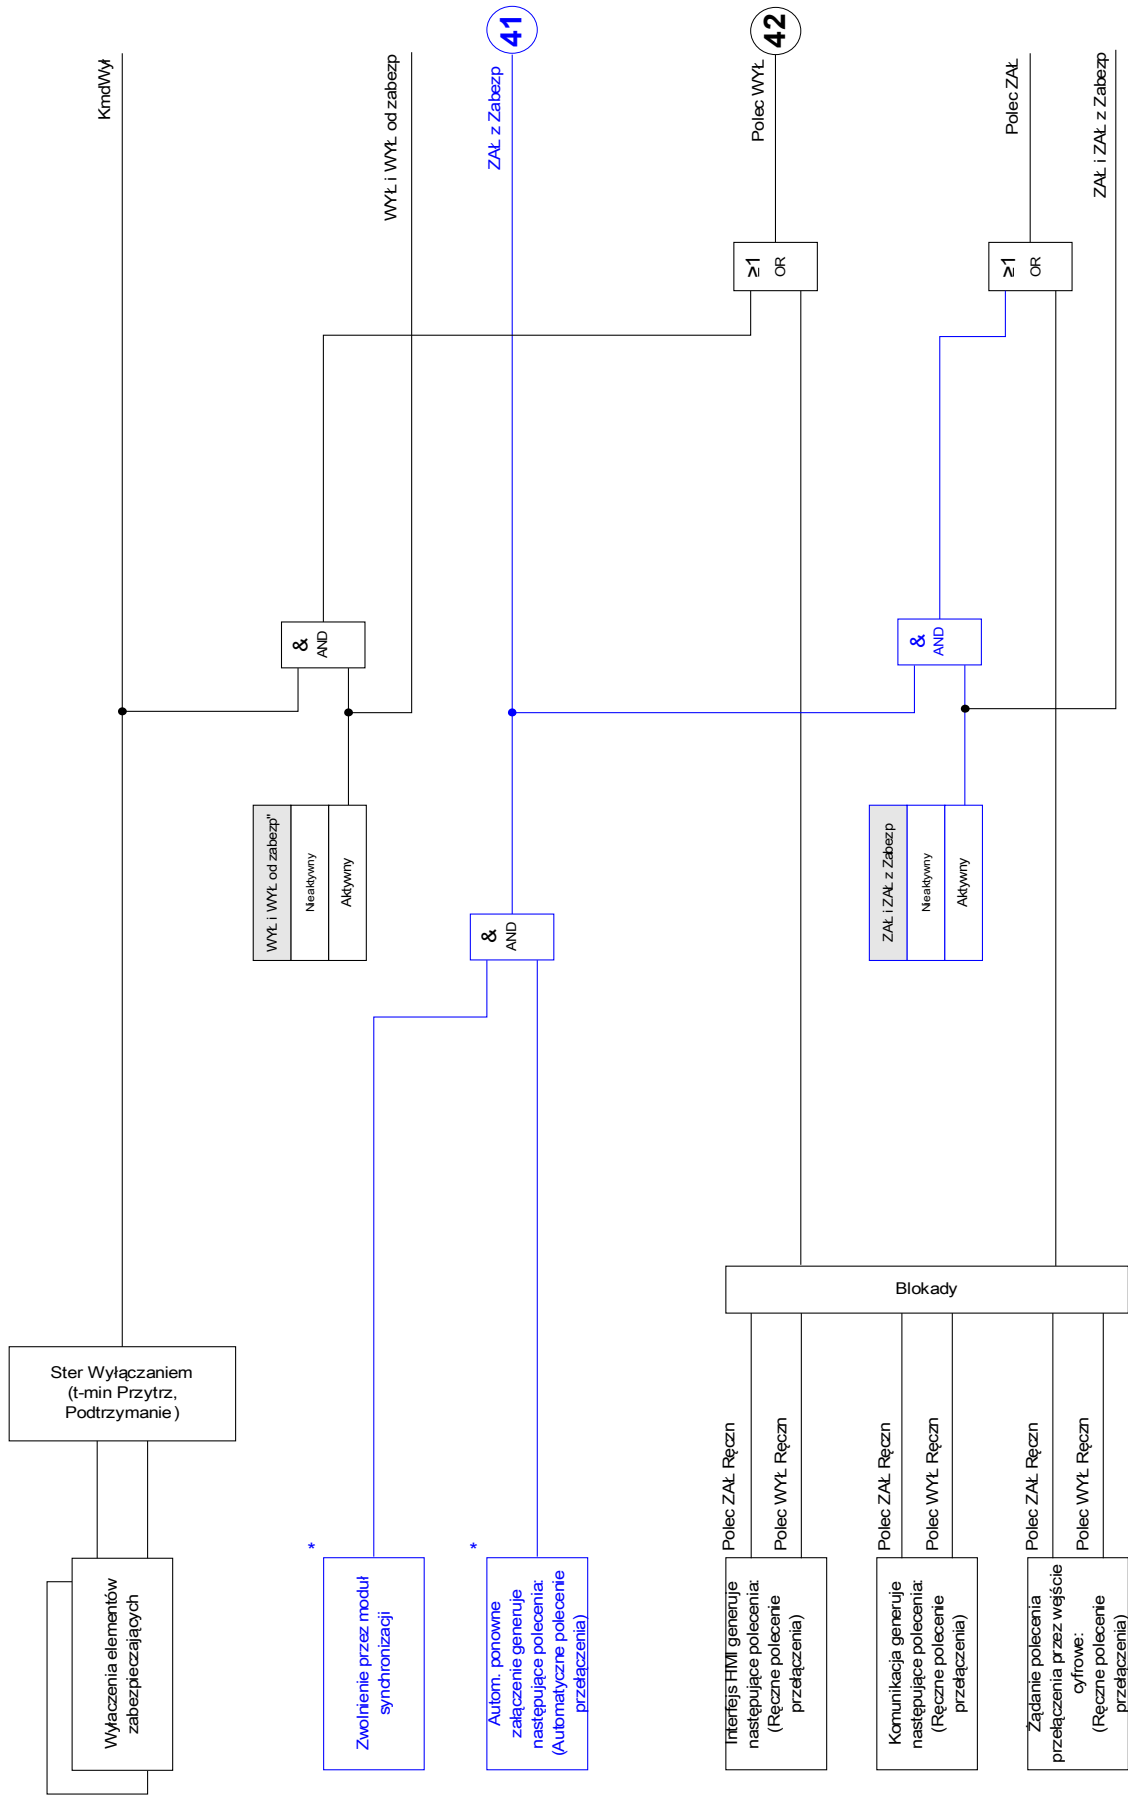 Wyłaczenia elementów
zabezpieczających
Ster Wyłączaniem
(t-min Przytrz,
Podtrzymanie)
KmdWył
*
Zwolnienie przez moduł
synchronizacji
WYŁ i WYŁ od zabezp"
Nieaktywny
Aktywny
&
AND
WYŁ i WYŁ od zabezp
*
Autom. ponowne
załączenie generuje
następujące polecenia:
(Automatyczne polecenie
przełączenia)
&
AND
ZAŁ z Zabezp
41
Interfejs HMI generuje
następujące polecenia:
(Ręczne polecenie
przełączenia)
Polec ZAŁ Ręczn
Polec WYŁ Ręczn
Blokady
≥1
OR
Polec WYŁ
42
Komunikacja generuje
następujące polecenia:
(Ręczne polecenie
przełączenia)
Polec ZAŁ Ręczn
Polec WYŁ Ręczn
ZAŁ i ZAŁ z Zabezp
Nieaktywny
Aktywny
&
AND
≥1
OR
Polec ZAŁ
Żądanie polecenia
przełączenia przez wejście
cyfrowe:
(Ręczne polecenie
przełączenia)
Polec ZAŁ Ręczn
Polec WYŁ Ręczn
ZAŁ i ZAŁ z Zabezp